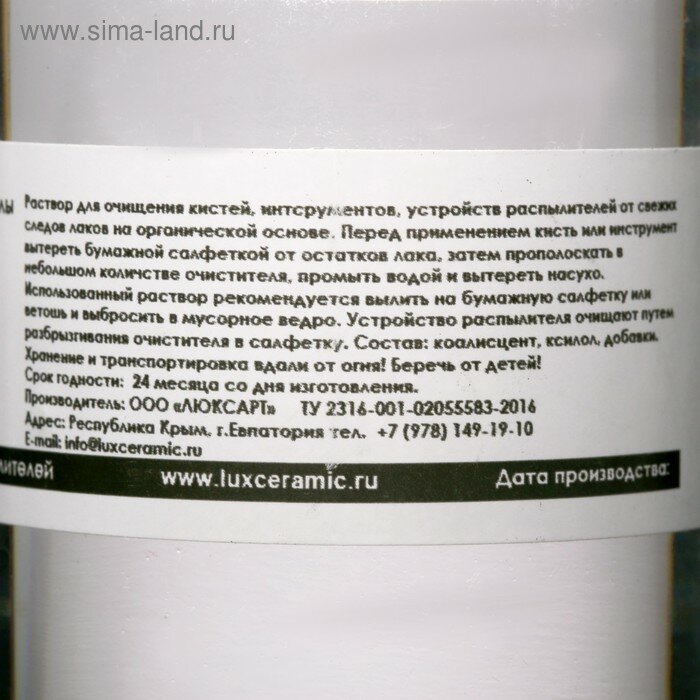 www.sima-land.ru
лы
Раствор для очищения кистей, интсрументов, устройств распылителей от свежих
следов лаков на органической основе. Перед применением кисть или инструмент
вытереть бумажной салфеткой от остатков лака, затем прополоскать в
небольшом количстве очистителя, промыть водой и вытереть насухо.
Использованный раствор рекомендуется вылить на бумажную салфетку или
ветошь и выбросить в мусорное ведро. Устройство распылителя очищают путем
разбрызгивания очистителя в салфетку. Состав: коалисцент, ксилол, добавки.
Хранение и транспортировка вдали от огня! Беречь от детей!
Срок годности: 24 месяца со дня изготовления.
Производитель: ООО «ЛЮКСАРТ» ТУ 2316-001-02055583-2016
Адрес: Республика Крым, г.Евпатория тел. +7 (978) 149-19-10
E-mail: info@luxceramic.ru
лителей www.luxceramic.ru Дата производства: